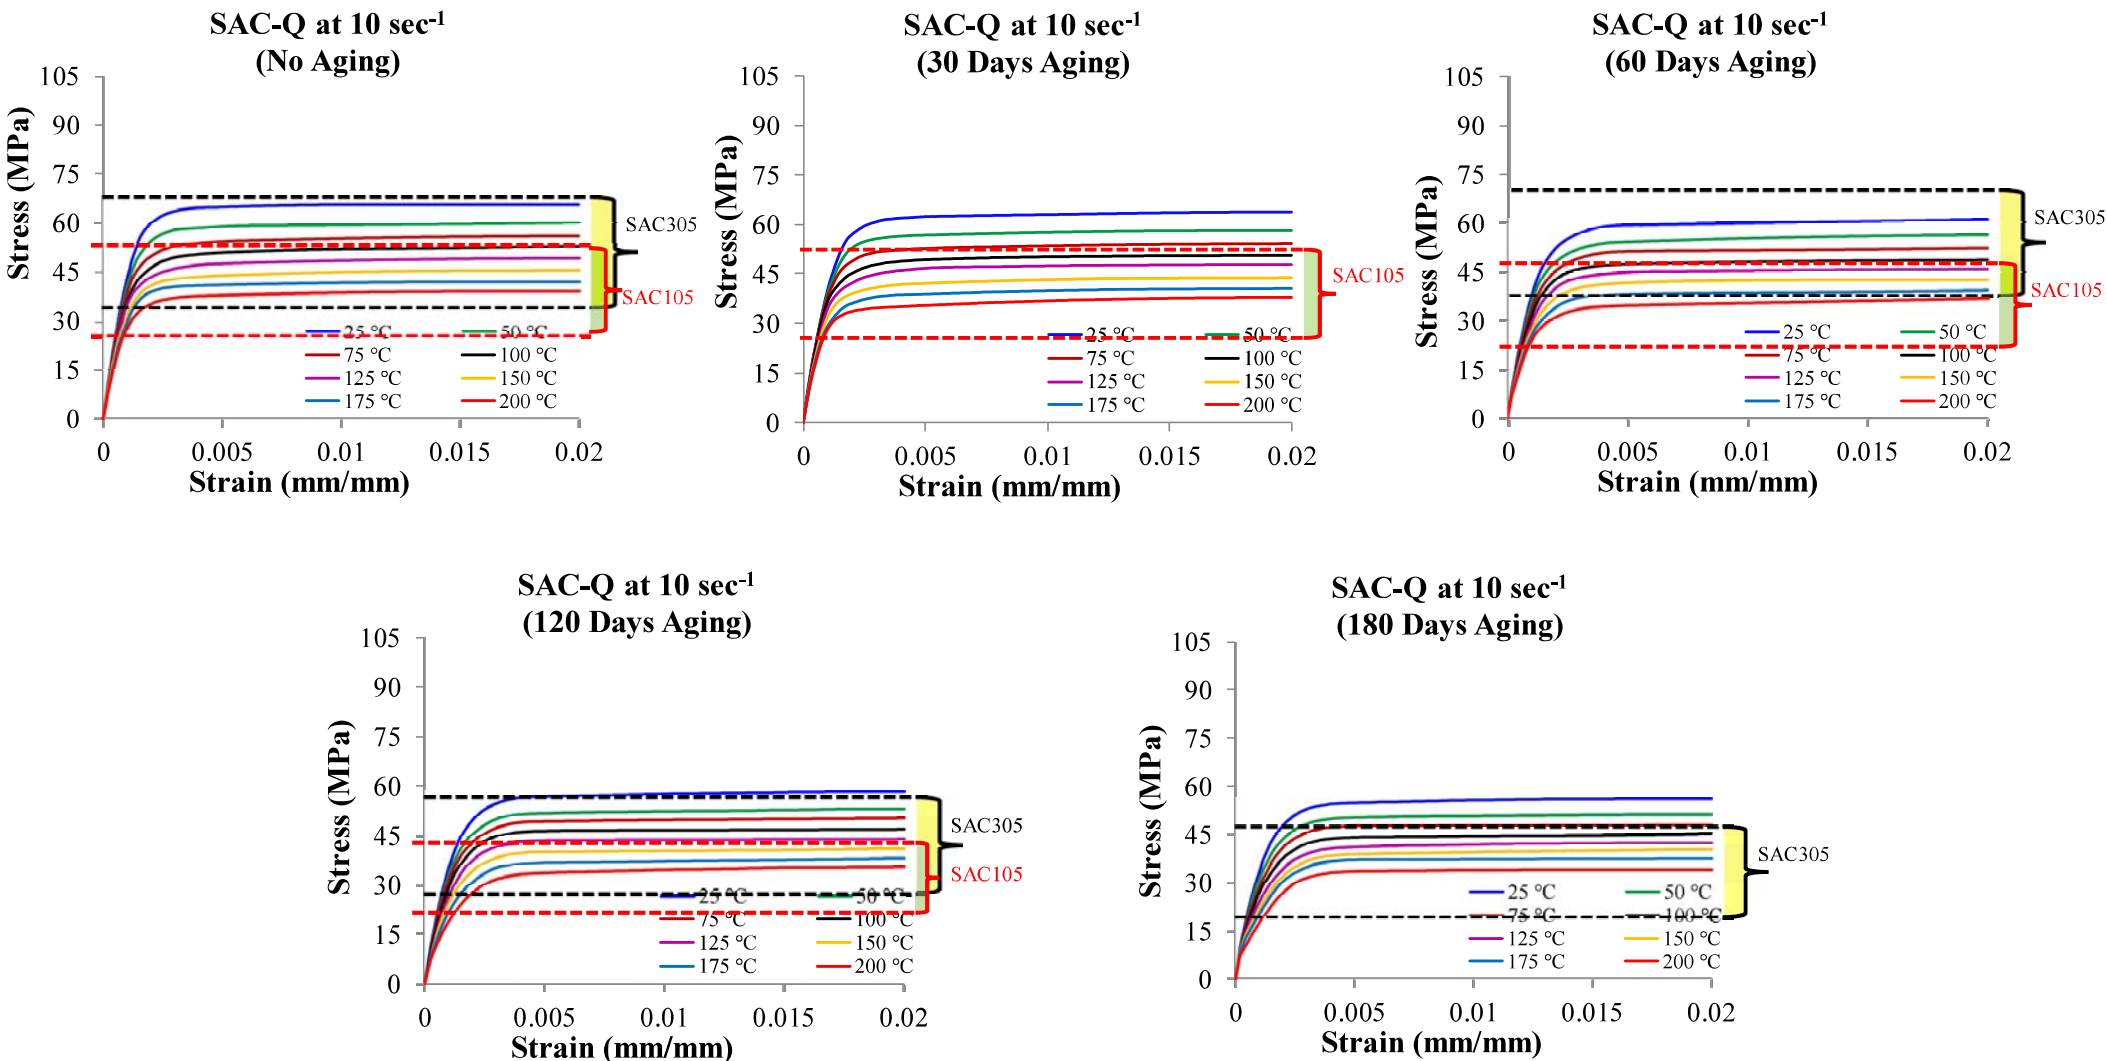 SAC-Q at 10 sec-1
(No Aging)
Stress (MPa)
105
90
75
60
45
30
15
0
0
0.005
0.01
0.015
0.02
Strain (mm/mm)
SAC305
SAC105
25 °C
50 °C
75 °C
100 °C
125 °C
150 °C
175 °C
200 °C
SAC-Q at 10 sec-1
(30 Days Aging)
Stress (MPa)
105
90
75
60
45
30
15
0
0
0.005
0.01
0.015
0.02
Strain (mm/mm)
SAC105
25 °C
50 °C
75 °C
100 °C
125 °C
150 °C
175 °C
200 °C
SAC-Q at 10 sec-1
(60 Days Aging)
Stress (MPa)
105
90
75
60
45
30
15
0
0
0.005
0.01
0.015
0.02
Strain (mm/mm)
SAC305
SAC105
25 °C
50 °C
75 °C
100 °C
125 °C
150 °C
175 °C
200 °C
SAC-Q at 10 sec-1
(120 Days Aging)
Stress (MPa)
105
90
75
60
45
30
15
0
0
0.005
0.01
0.015
0.02
Strain (mm/mm)
SAC305
SAC105
25 °C
50 °C
75 °C
100 °C
125 °C
150 °C
175 °C
200 °C
SAC-Q at 10 sec-1
(180 Days Aging)
Stress (MPa)
105
90
75
60
45
30
15
0
0
0.005
0.01
0.015
0.02
Strain (mm/mm)
SAC305
25 °C
50 °C
75 °C
100 °C
125 °C
150 °C
175 °C
200 °C